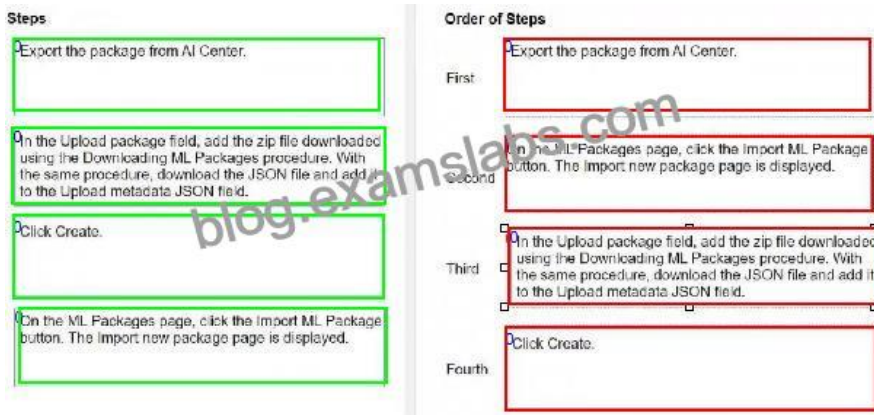 Steps
Export the package from AI Center.
In the Upload package field, add the zip file downloaded
using the Downloading ML Packages procedure. With
the same procedure, download the JSON file and add it
to the Upload metadata JSON field.
Click Create.
On the ML Packages page, click the Import ML Package
button. The Import new package page is displayed.
Order of Steps
First
Export the package from AI Center.
Second
On the ML Packages page, click the Import ML Package
button. The Import new package page is displayed.
Third
In the Upload package field, add the zip file downloaded
using the Downloading ML Packages procedure. With
the same procedure, download the JSON file and add it
to the Upload metadata JSON field.
Fourth
Click Create.
blog.examslabs.com